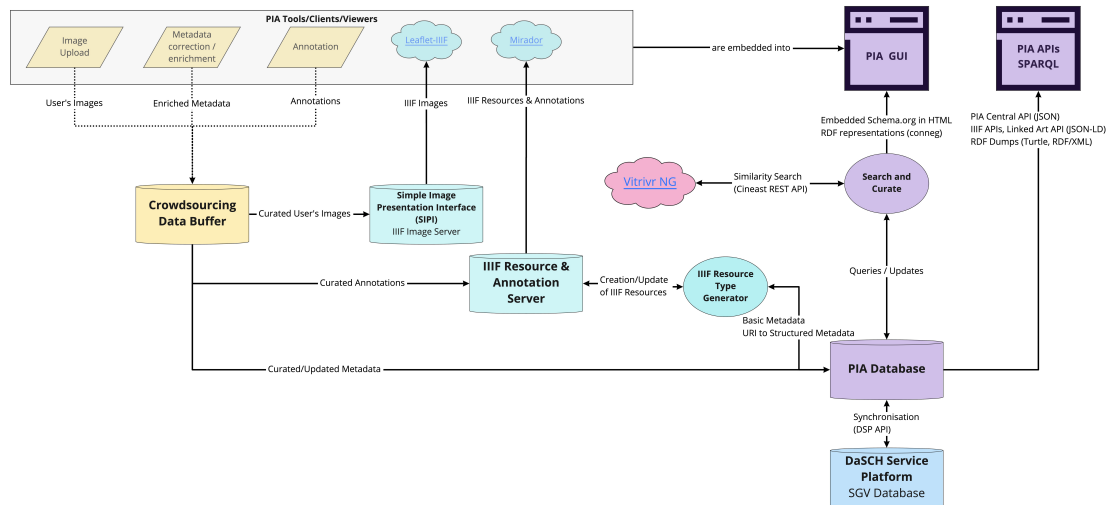 PIA Tools/Clients/Viewers
Image
Upload
Metadata
correction /
enrichment
Annotation
Leaflet-IIIF
Mirador
are embedded into
PIA GUI
PIA APIs
SPARQL
User's Images
Enriched Metadata
Annotations
IIIF Images
IIIF Resources & Annotations
Embedded Schema.org in HTML
RDF representations (conneg)
PIA Central API (JSON)
IIIF APIs, Linked Art API (JSON-LD)
RDF Dumps (Turtle, RDF/XML)
Vitrivr NG
Similarity Search
(Cineast REST API)
Search and
Curate
Crowdsourcing
Data Buffer
Curated User's Images
Simple Image
Presentation Interface
(SIPI)
IIIF Image Server
Curated Annotations
IIIF Resource &
Annotation
Server
Creation/Update
of IIIF Resources
IIIF Resource
Type
Generator
Queries / Updates
Basic Metadata
URI to Structured Metadata
Curated/Updated Metadata
PIA Database
Synchronisation
(DSP API)
DaSCH Service
Platform
SGV Database